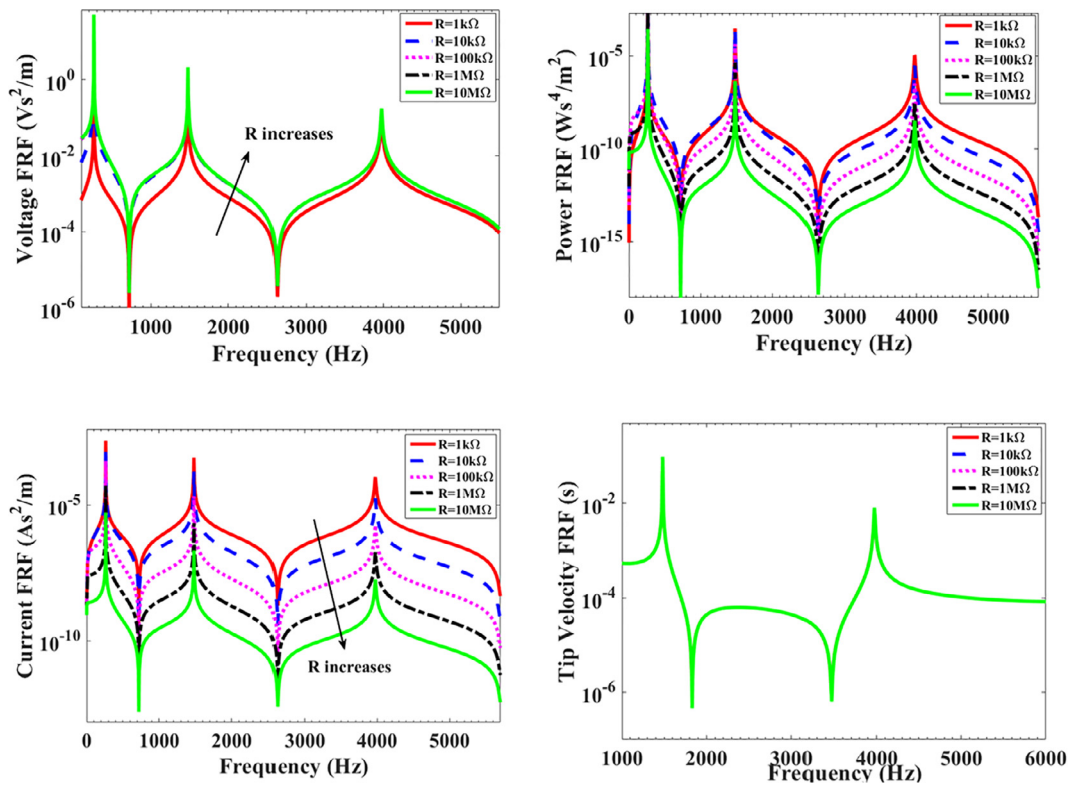 R=1kΩ
R=10kΩ
R=100kΩ
R=1MΩ
R=10MΩ
Voltage FRF (Vs²/m)
10⁰
10⁻²
10⁻⁴
10⁻⁶
R increases
1000 2000 3000 4000 5000
Frequency (Hz)
R=1kΩ
R=10kΩ
R=100kΩ
R=1MΩ
R=10MΩ
Power FRF (Ws⁴/m²)
10⁻⁵
10⁻¹⁰
10⁻¹⁵
0 1000 2000 3000 4000 5000
Frequency (Hz)
R=1kΩ
R=10kΩ
R=100kΩ
R=1MΩ
R=10MΩ
Current FRF (As²/m)
10⁻⁵
10⁻¹⁰
R increases
0 1000 2000 3000 4000 5000
Frequency (Hz)
R=1kΩ
R=10kΩ
R=100kΩ
R=1MΩ
R=10MΩ
Tip Velocity FRF (s)
10⁻²
10⁻⁴
10⁻⁶
1000 2000 3000 4000 5000 6000
Frequency (Hz)